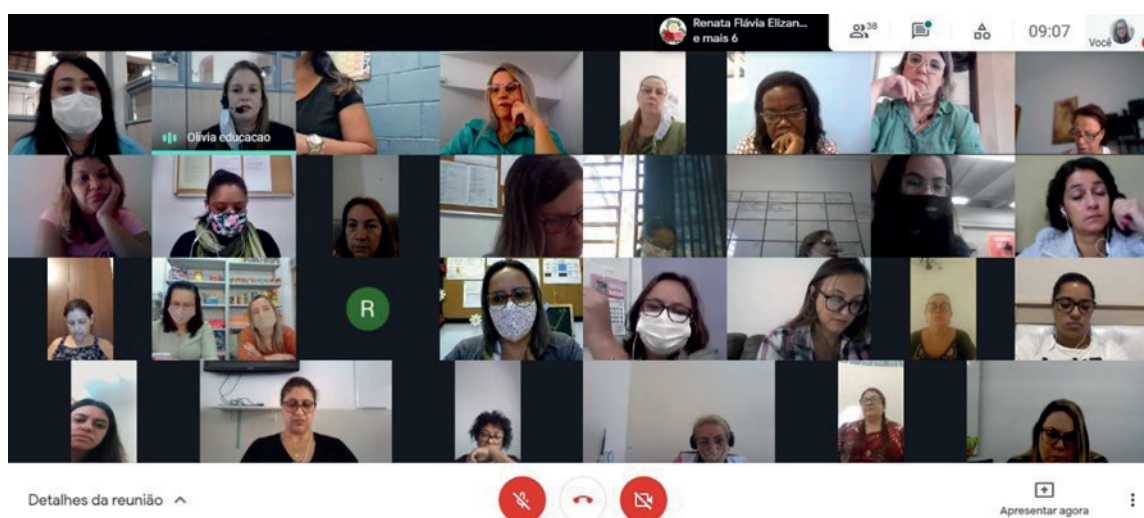 Renata Flávia Elizan...
e mais 6
38
09:07
Você
Olivia educacao
R
Detalhes da reunião
Apresentar agora